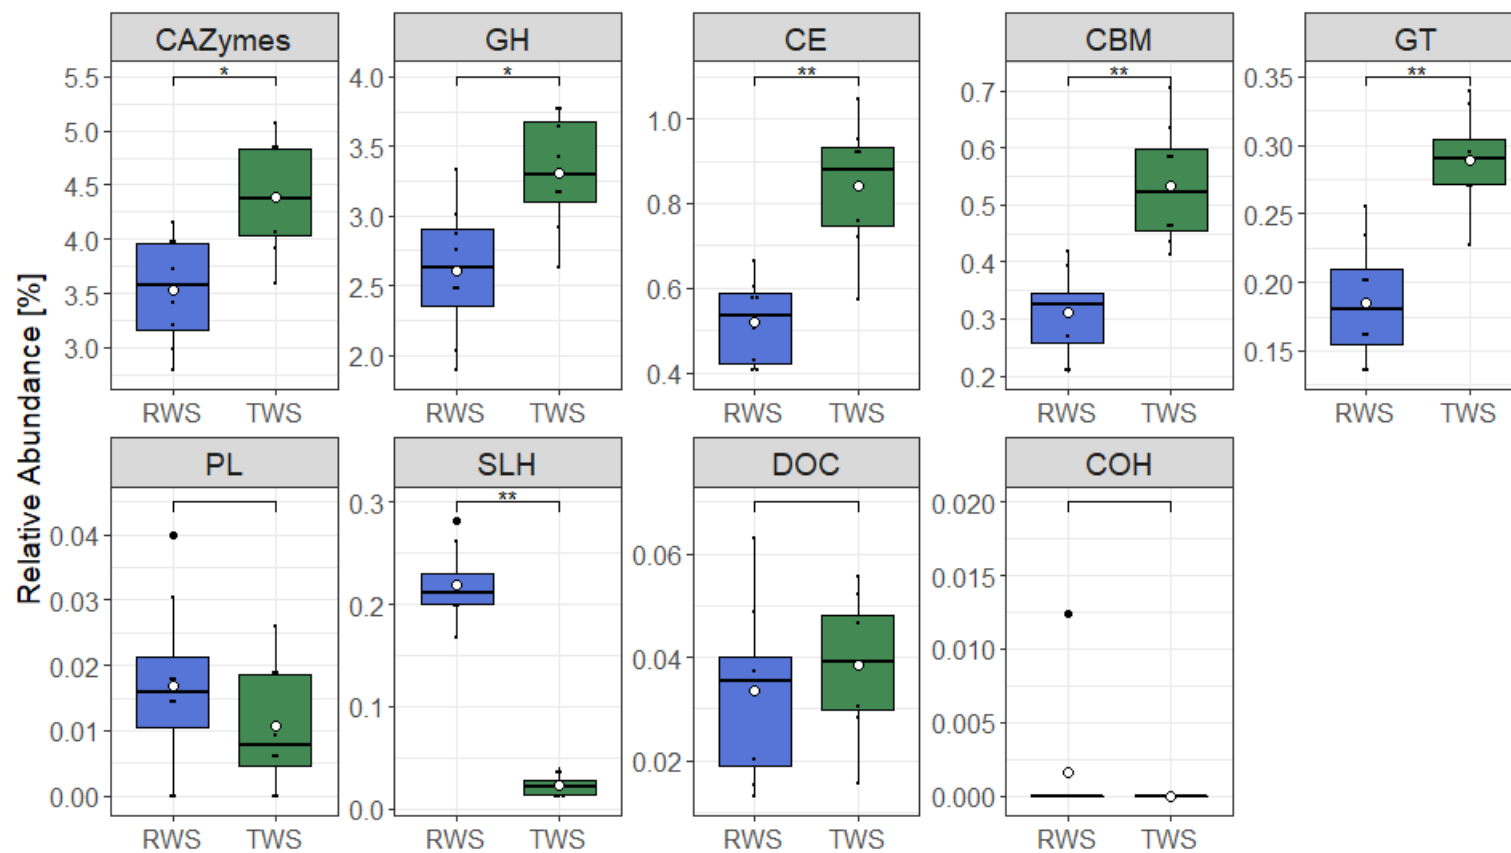 Relative Abundance [%]
CAZymes GH CE CBM GT
* * ** ** **
5.5 4.0 0.35
5.0 3.5 1.0 0.7 0.30
4.5 3.0 0.8 0.6 0.25
4.0 2.5 0.6 0.5 0.20
3.5 2.0 0.4 0.4 0.15
3.0 0.3
0.2
RWS TWS RWS TWS RWS TWS RWS TWS RWS TWS
PL SLH DOC COH
**
0.04 0.3 0.06 0.020
0.03 0.2 0.04 0.015
0.02 0.1 0.02 0.010
0.01 0.0 0.005
0.00 0.000
RWS TWS RWS TWS RWS TWS RWS TWS